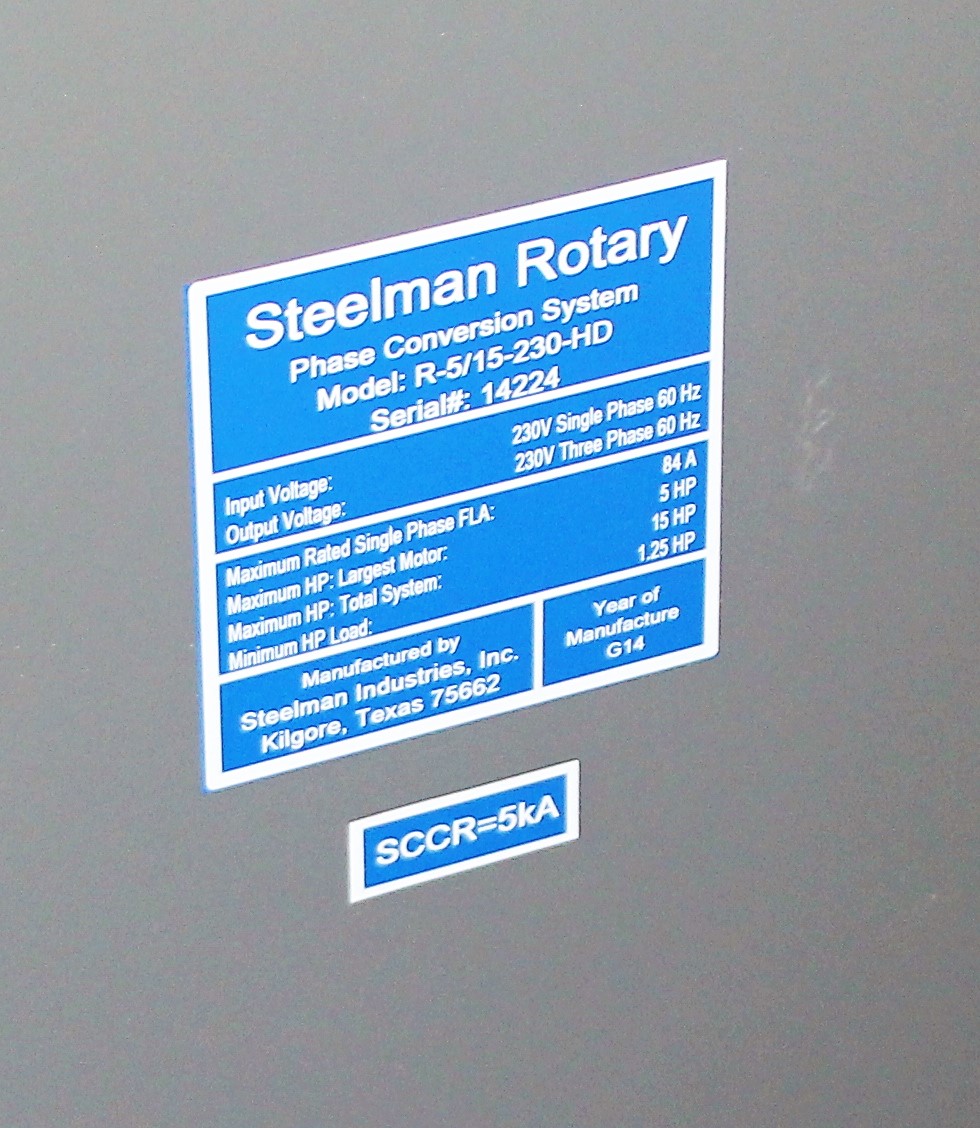 Steelman Rotary
Phase Conversion System
Model: R-5/15-230-HD
Serial#: 14224
Input Voltage: 230V Single Phase 60 Hz
Output Voltage: 230V Three Phase 60 Hz
Maximum Rated Single Phase FLA: 84 A
Maximum HP: Largest Motor: 5 HP
Maximum HP: Total System: 15 HP
Minimum HP Load: 1.25 HP
Manufactured by
Steelman Industries, Inc.
Kilgore, Texas 75662
Year of
Manufacture
G14
SCCR=5kA